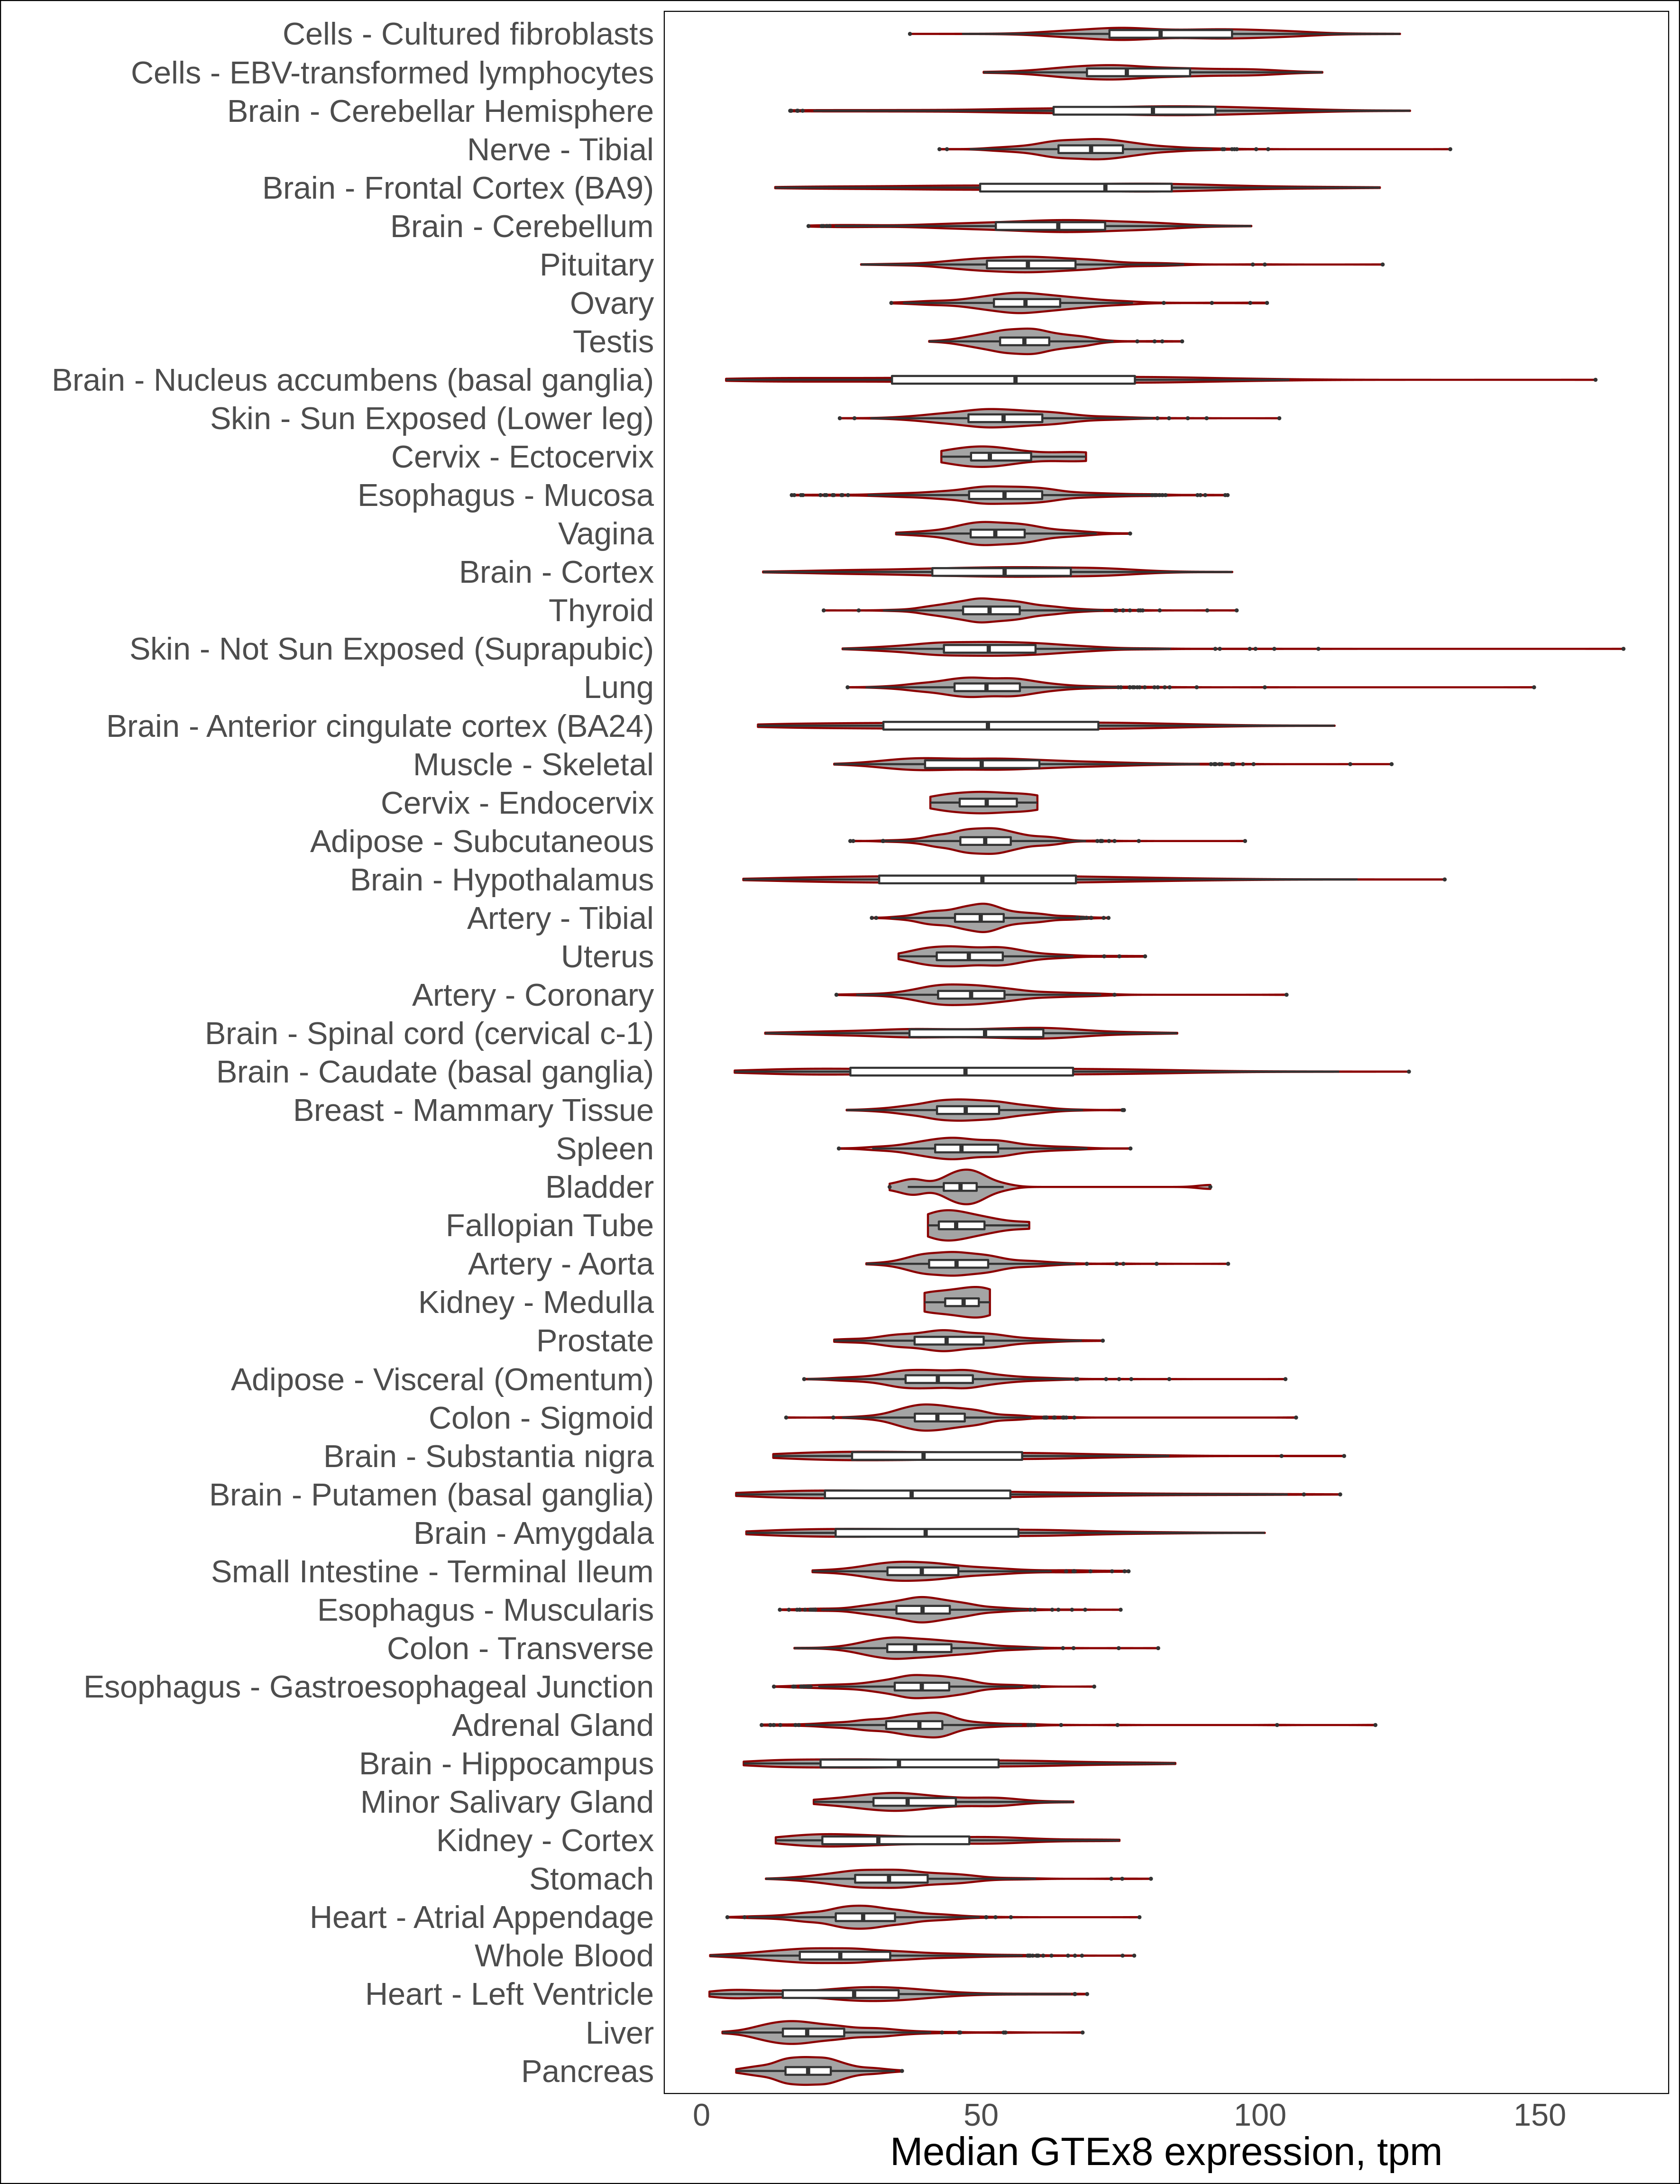 Cells - Cultured fibroblasts
Cells - EBV-transformed lymphocytes
Brain - Cerebellar Hemisphere
Nerve - Tibial
Brain - Frontal Cortex (BA9)
Brain - Cerebellum
Pituitary
Ovary
Testis
Brain - Nucleus accumbens (basal ganglia)
Skin - Sun Exposed (Lower leg)
Cervix - Ectocervix
Esophagus - Mucosa
Vagina
Brain - Cortex
Thyroid
Skin - Not Sun Exposed (Suprapubic)
Lung
Brain - Anterior cingulate cortex (BA24)
Muscle - Skeletal
Cervix - Endocervix
Adipose - Subcutaneous
Brain - Hypothalamus
Artery - Tibial
Uterus
Artery - Coronary
Brain - Spinal cord (cervical c-1)
Brain - Caudate (basal ganglia)
Breast - Mammary Tissue
Spleen
Bladder
Fallopian Tube
Artery - Aorta
Kidney - Medulla
Prostate
Adipose - Visceral (Omentum)
Colon - Sigmoid
Brain - Substantia nigra
Brain - Putamen (basal ganglia)
Brain - Amygdala
Small Intestine - Terminal Ileum
Esophagus - Muscularis
Colon - Transverse
Esophagus - Gastroesophageal Junction
Adrenal Gland
Brain - Hippocampus
Minor Salivary Gland
Kidney - Cortex
Stomach
Heart - Atrial Appendage
Whole Blood
Heart - Left Ventricle
Liver
Pancreas
0 50 100 150
Median GTEx8 expression, tpm